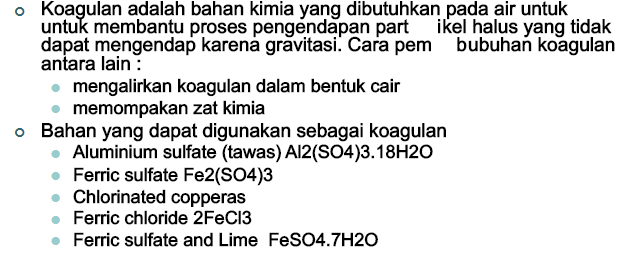 Koagulan adalah bahan kimia yang dibutuhkan pada air untuk
untuk membantu proses pengendapan part ikel halus yang tidak
dapat mengendap karena gravitasi. Cara pem bubuhan koagulan
antara lain :
mengalirkan koagulan dalam bentuk cair
memompakan zat kimia
Bahan yang dapat digunakan sebagai koagulan
Aluminium sulfate (tawas) Al2(SO4)3.18H2O
Ferric sulfate Fe2(SO4)3
Chlorinated copperas
Ferric chloride 2FeCl3
Ferric sulfate and Lime FeSO4.7H2O